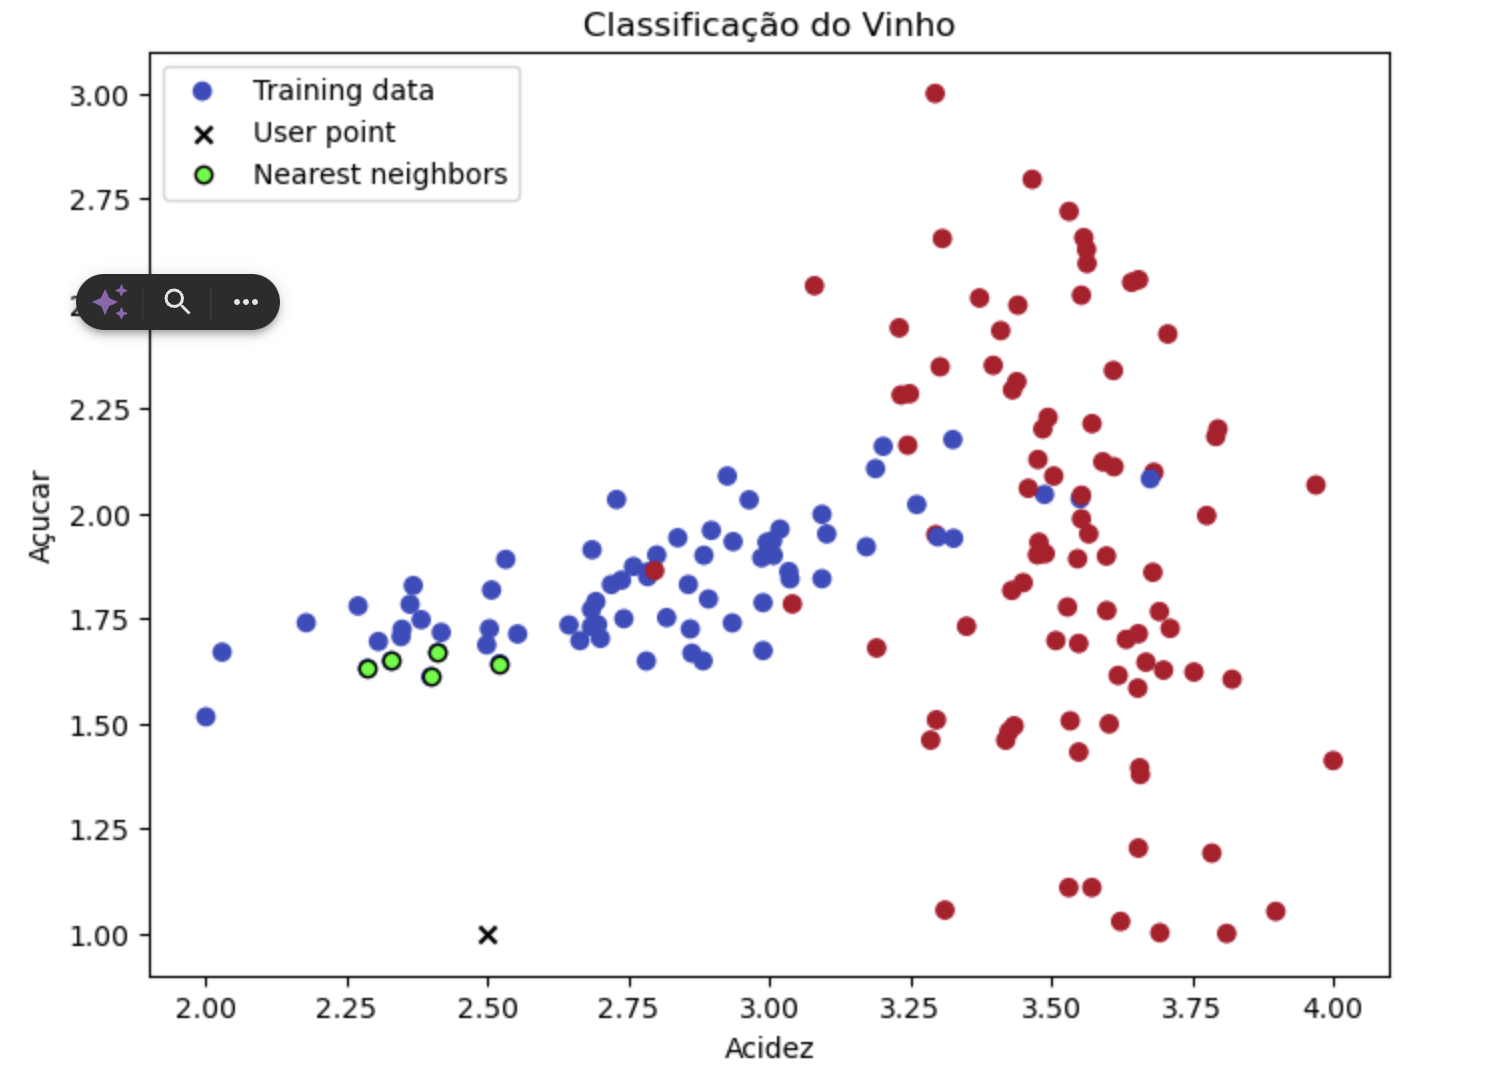 Classificação do Vinho
Training data
User point
Nearest neighbors
3.00
2.75
2.25
2.00
1.75
1.50
1.25
1.00
Açucar
2.00
2.25
2.50
2.75
3.00
3.25
3.50
3.75
4.00
Acidez